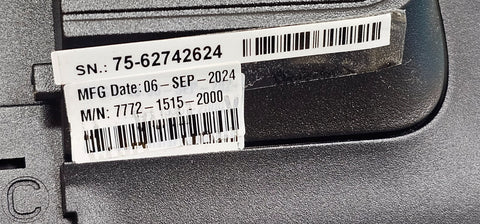 SN.: 75-62742624
MFG Date: 06-SEP-2024
M/N: 7772-1515-2000
C